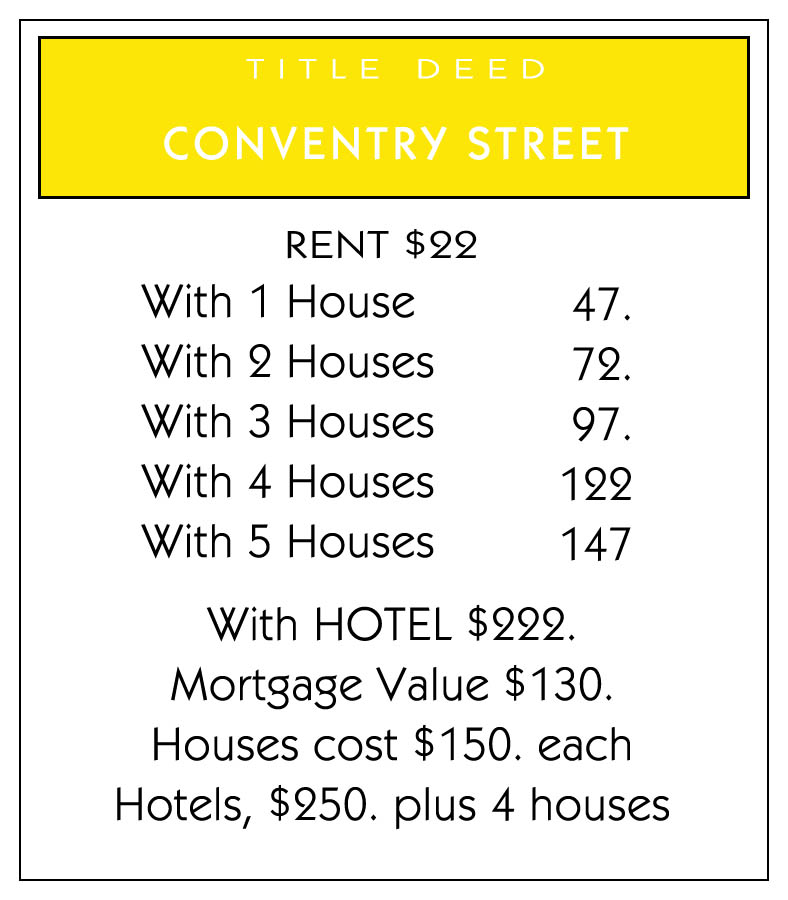 TITLE DEED
CONVENTRY STREET
RENT $22
With 1 House 47.
With 2 Houses 72.
With 3 Houses 97.
With 4 Houses 122
With 5 Houses 147
With HOTEL $222.
Mortgage Value $130.
Houses cost $150. each
Hotels, $250. plus 4 houses